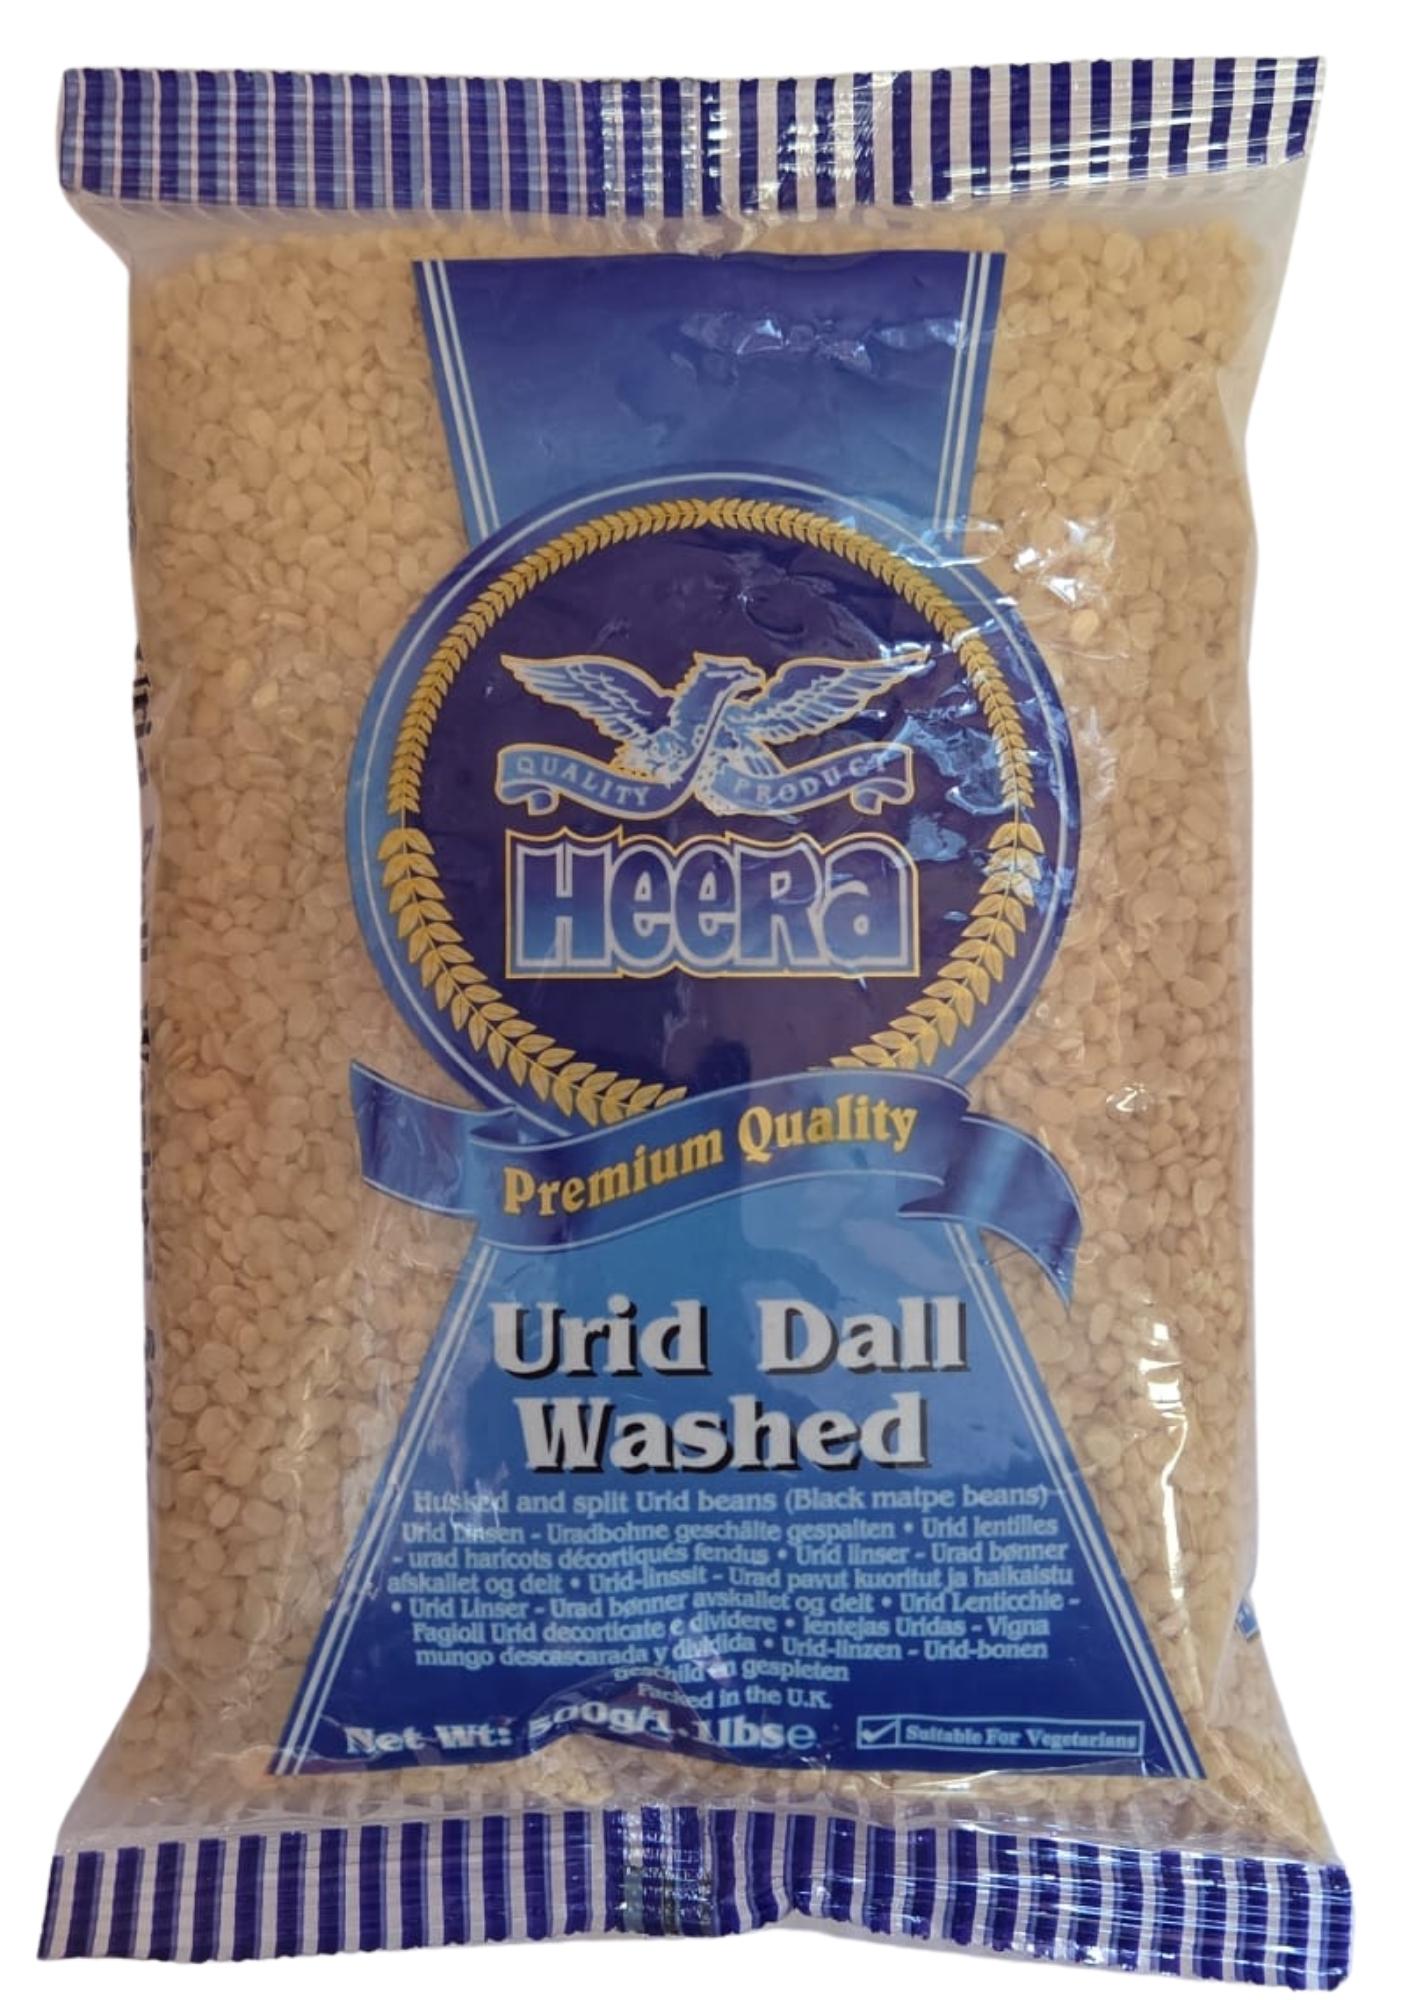 QUALITY PRODUCT
HeeRa
Premium Quality
Urid Dall
Washed
Husked and split Urid beans (Black matpe beans)
Urid Linsen - Uradbohne geschälte gespalten • Urid lentilles
- urad haricots décortiqués fendus • Urid linser - Urad bønner
afskallet og delt • Urid-linssit - Urad pavut kuoritut ja halkaistu
• Urid Linser - Urad bønner avskallet og delt • Urid Lenticchie -
Fagioli Urid decorticate e dividere • lentejas Uridas - Vigna
mungo descascarada y dividida • Urid-linzen - Urid-bonen
geschild en gespleten
Packed in the U.K.
Net Wt: 500g/1.1lbs℮
Suitable For Vegetarians